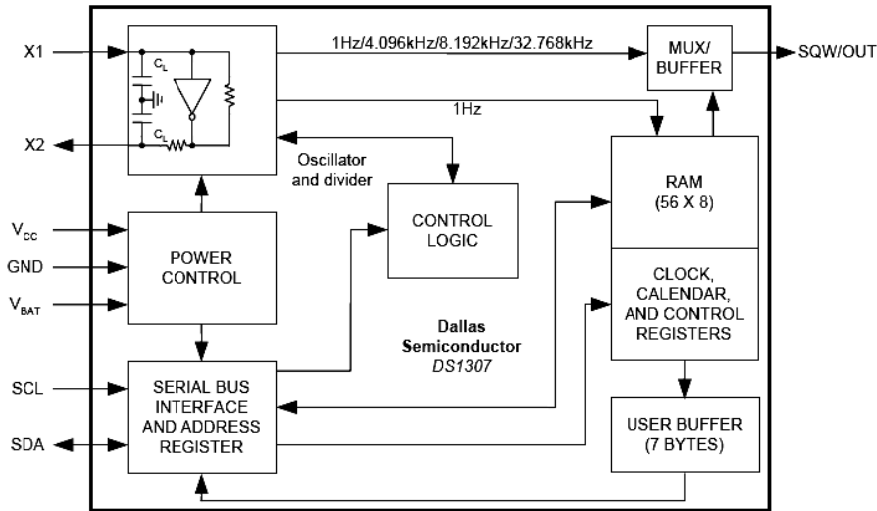 X1
C_L
C_L
X2
1Hz/4.096kHz/8.192kHz/32.768kHz
MUX/
BUFFER
SQW/OUT
1Hz
Oscillator
and divider
RAM
(56 X 8)
CONTROL
LOGIC
V_CC
GND
V_BAT
POWER
CONTROL
CLOCK,
CALENDAR,
AND CONTROL
REGISTERS
Dallas
Semiconductor
DS1307
SCL
SDA
SERIAL BUS
INTERFACE
AND ADDRESS
REGISTER
USER BUFFER
(7 BYTES)